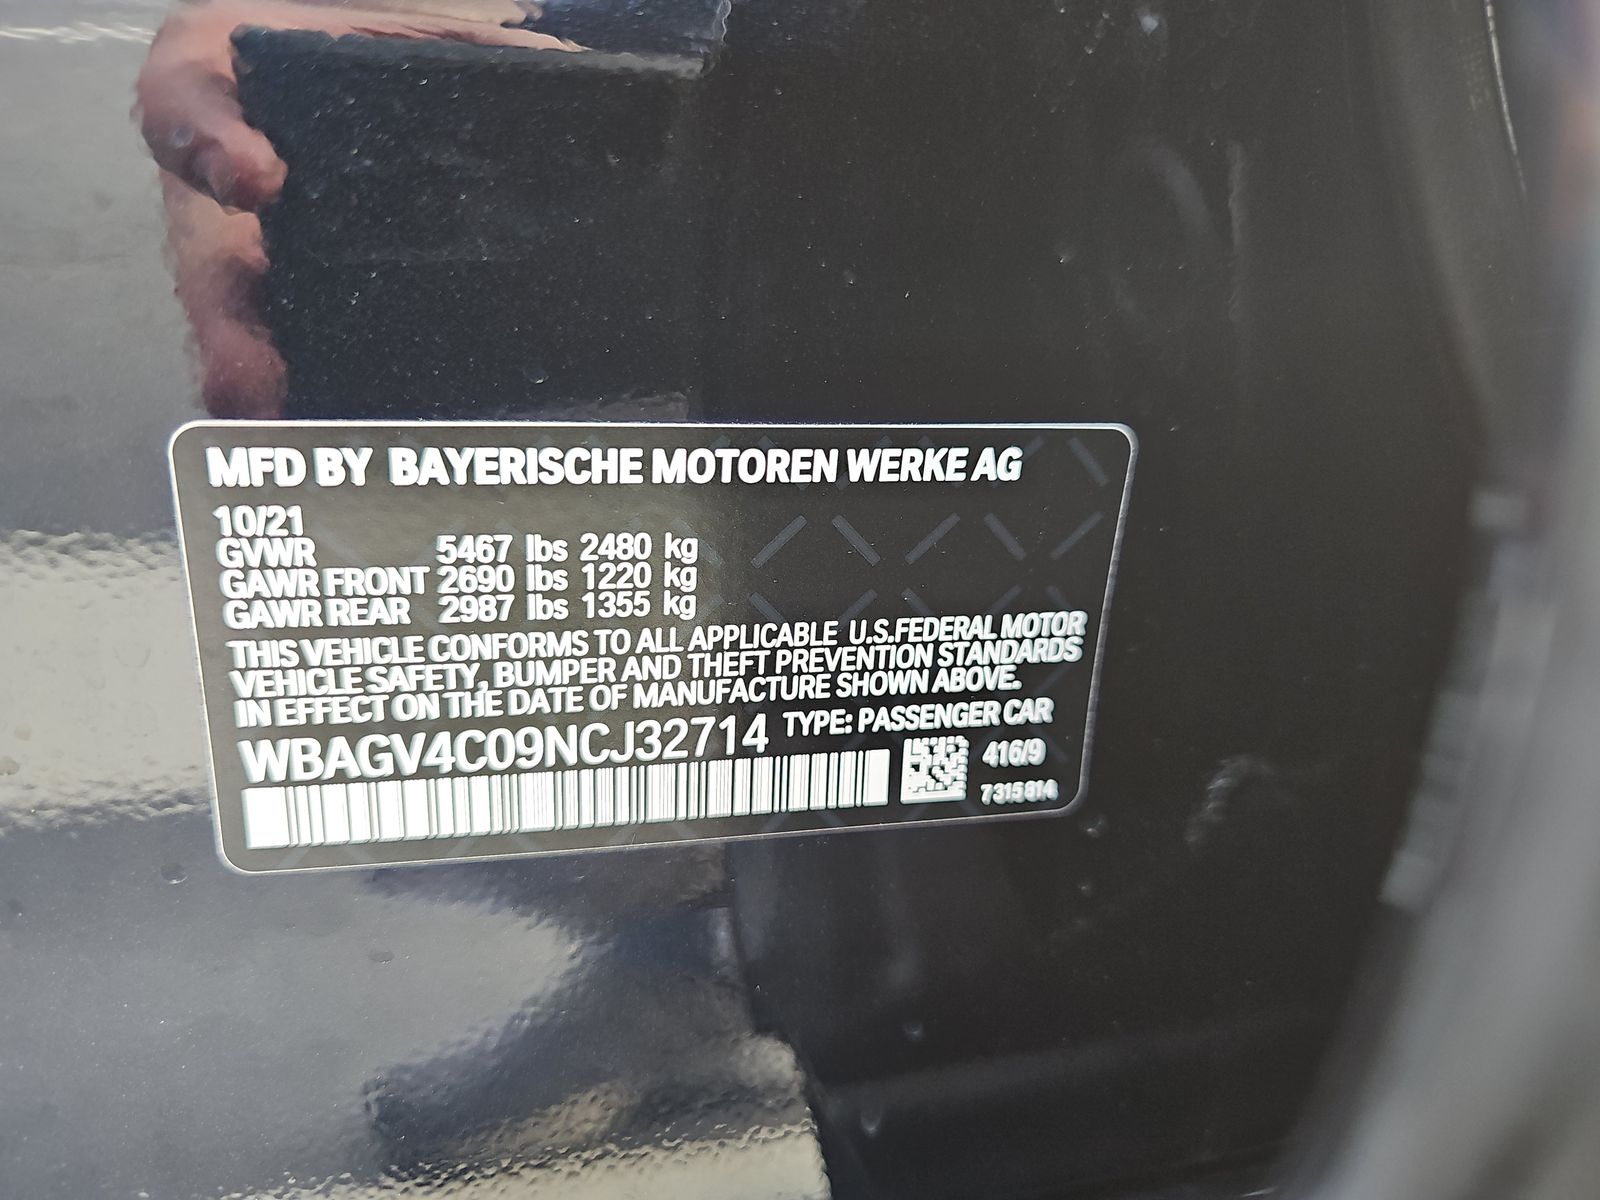 MFD BY BAYERISCHE MOTOREN WERKE AG
10/21
GVWR 5467 lbs 2480 kg
GAWR FRONT 2690 lbs 1220 kg
GAWR REAR 2987 lbs 1355 kg
THIS VEHICLE CONFORMS TO ALL APPLICABLE U.S.FEDERAL MOTOR
VEHICLE SAFETY, BUMPER AND THEFT PREVENTION STANDARDS
IN EFFECT ON THE DATE OF MANUFACTURE SHOWN ABOVE.
WBAGV4C09NCJ32714 TYPE: PASSENGER CAR
416/9
7315814